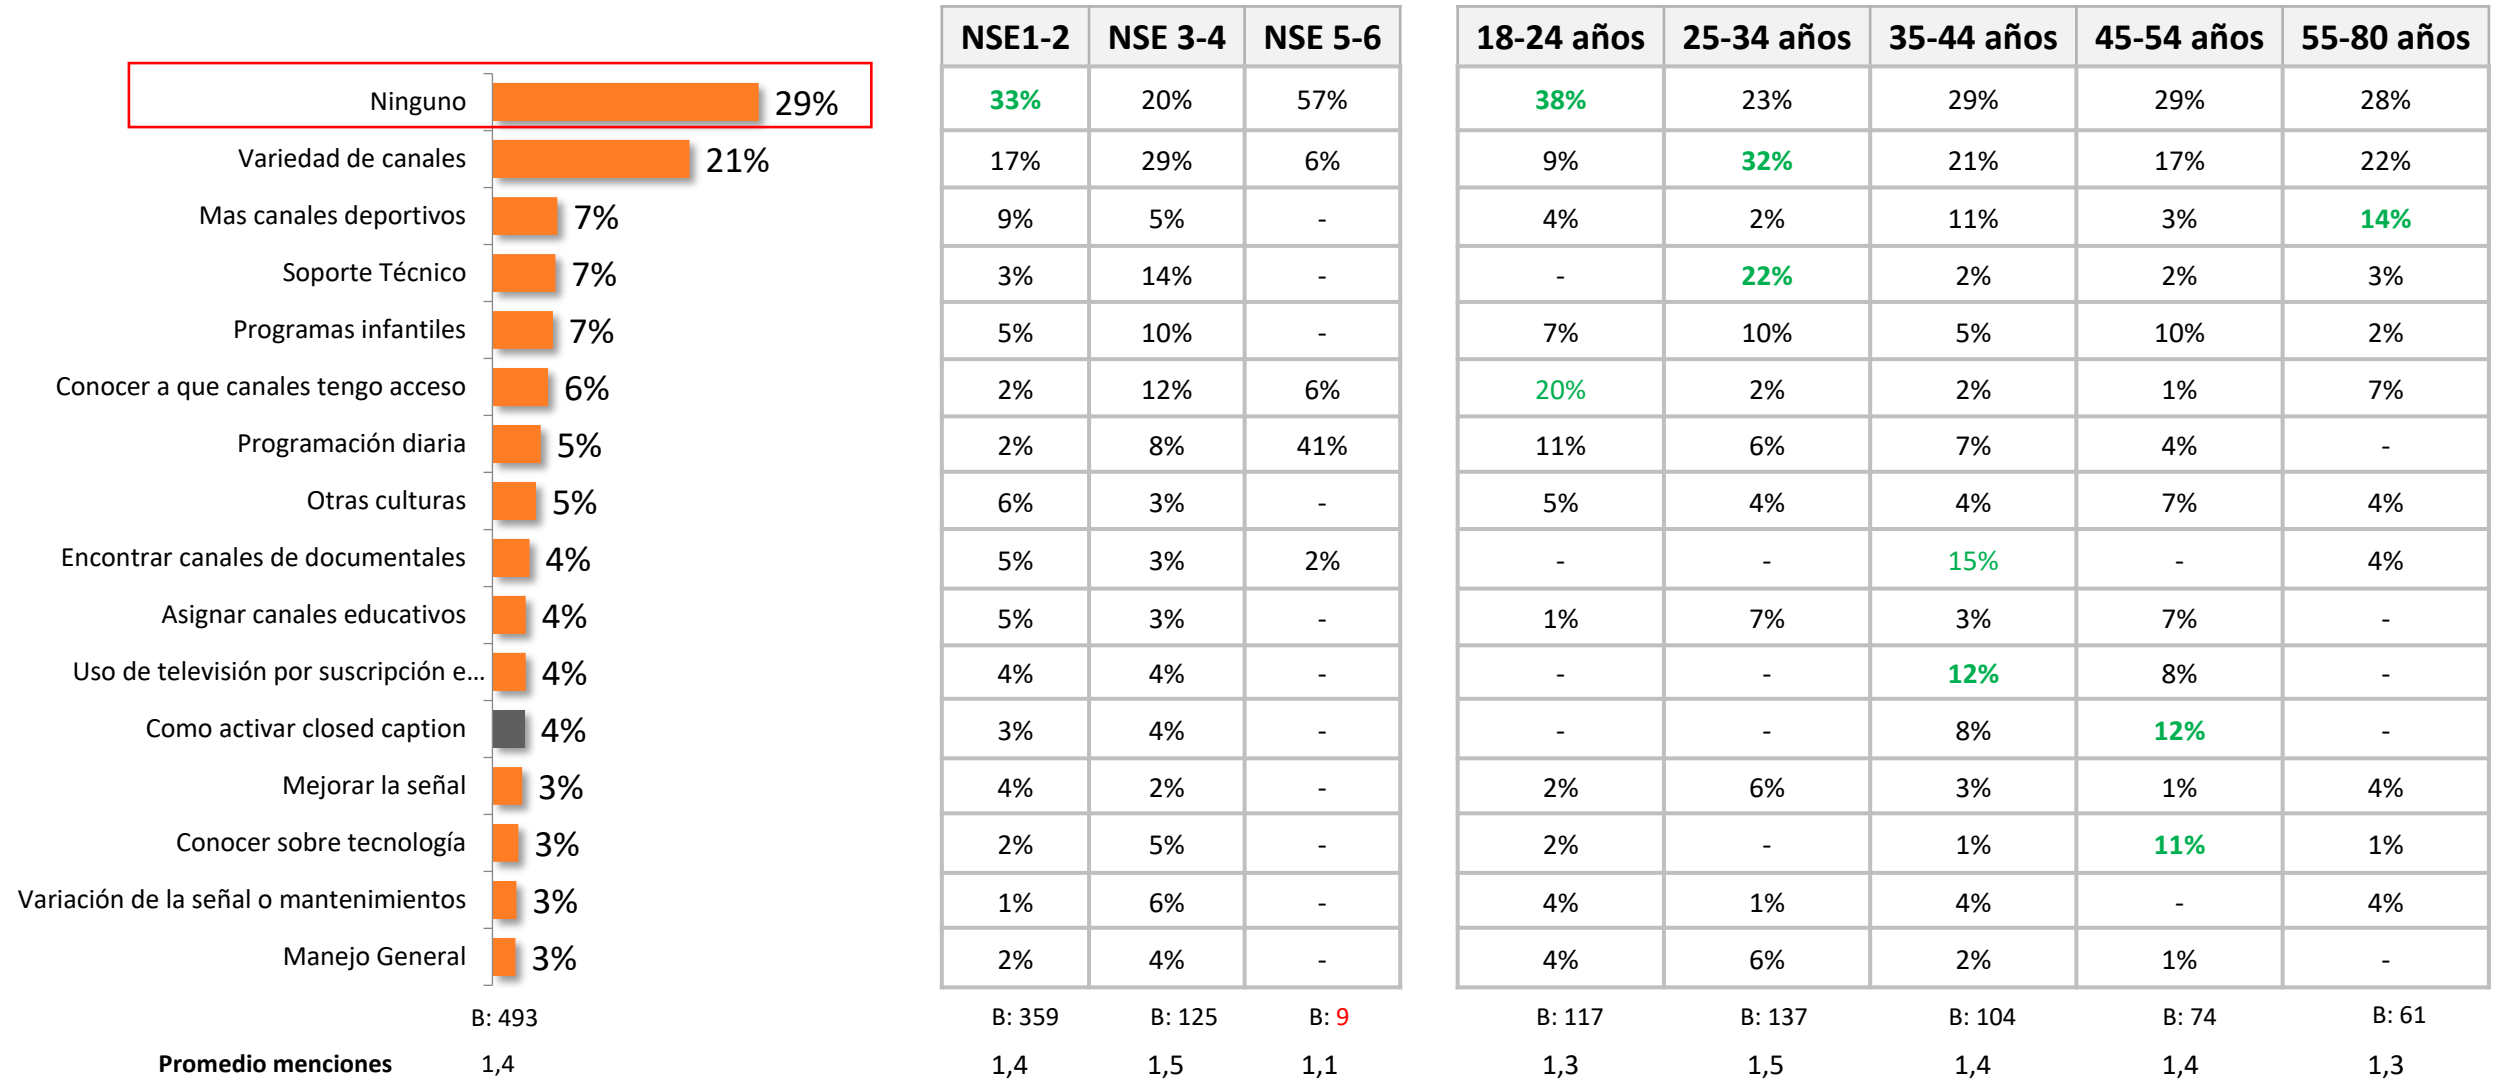 NSE1-2 NSE 3-4 NSE 5-6 18-24 años 25-34 años 35-44 años 45-54 años 55-80 años
Ninguno 29% 33% 20% 57% 38% 23% 29% 29% 28%
Variedad de canales 21% 17% 29% 6% 9% 32% 21% 17% 22%
Mas canales deportivos 7% 9% 5% - 4% 2% 11% 3% 14%
Soporte Técnico 7% 3% 14% - - 22% 2% 2% 3%
Programas infantiles 7% 5% 10% - 7% 10% 5% 10% 2%
Conocer a que canales tengo acceso 6% 2% 12% 6% 20% 2% 2% 1% 7%
Programación diaria 5% 2% 8% 41% 11% 6% 7% 4% -
Otras culturas 5% 6% 3% - 5% 4% 4% 7% 4%
Encontrar canales de documentales 4% 5% 3% 2% - - 15% - 4%
Asignar canales educativos 4% 5% 3% - 1% 7% 3% 7% -
Uso de televisión por suscripción e... 4% 4% 4% - - - 12% 8% -
Como activar closed caption 4% 3% 4% - - - 8% 12% -
Mejorar la señal 3% 4% 2% - 2% 6% 3% 1% 4%
Conocer sobre tecnología 3% 2% 5% - 2% - 1% 11% 1%
Variación de la señal o mantenimientos 3% 1% 6% - 4% 1% 4% - 4%
Manejo General 3% 2% 4% - 4% 6% 2% 1% -
B: 493 B: 359 B: 125 B: 9 B: 117 B: 137 B: 104 B: 74 B: 61
Promedio menciones 1,4 1,4 1,5 1,1 1,3 1,5 1,4 1,4 1,3